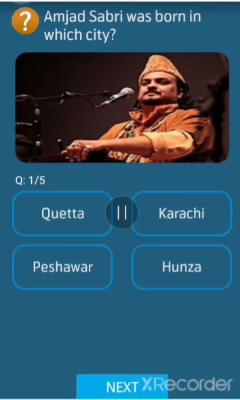 ?
Amjad Sabri was born in
which city?
Q: 1/5
Quetta
Karachi
Peshawar
Hunza
NEXT
XRecorder